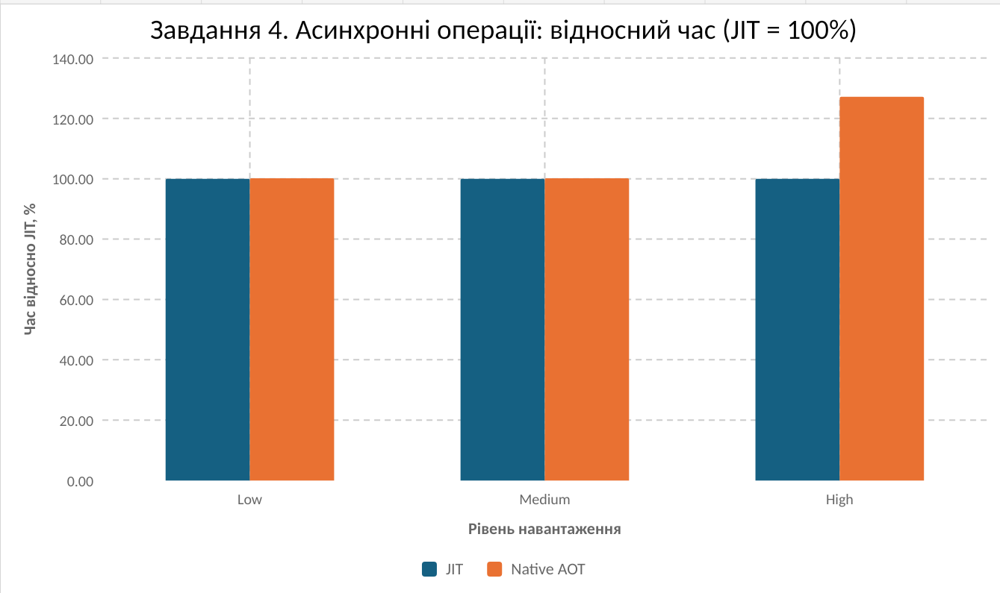 Завдання 4. Асинхронні операції: відносний час (JIT = 100%)
140.00
120.00
100.00
80.00
60.00
40.00
20.00
0.00
Час відносно JIT, %
Low Medium High
Рівень навантаження
JIT Native AOT